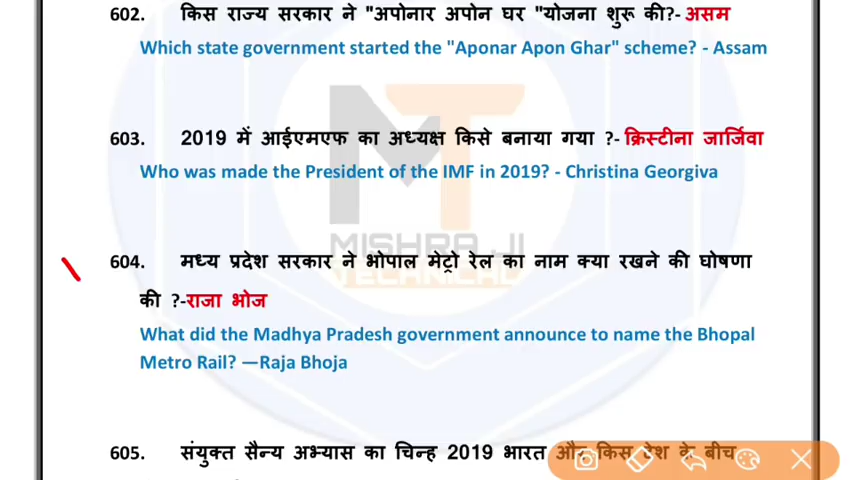 602. किस राज्य सरकार ने "अपोनार अपोन घर "योजना शुरू की?- असम
Which state government started the "Aponar Apon Ghar" scheme? - Assam
603. 2019 में आईएमएफ का अध्यक्ष किसे बनाया गया ?- क्रिस्टीना जार्जिवा
Who was made the President of the IMF in 2019? - Christina Georgiva
MISHRA JI
TECHNICAL
604. मध्य प्रदेश सरकार ने भोपाल मेट्रो रेल का नाम क्या रखने की घोषणा
की ?-राजा भोज
What did the Madhya Pradesh government announce to name the Bhopal
Metro Rail? —Raja Bhoja
605. संयुक्त सैन्य अभ्यास का चिन्ह 2019 भारत और किस देश के बीच